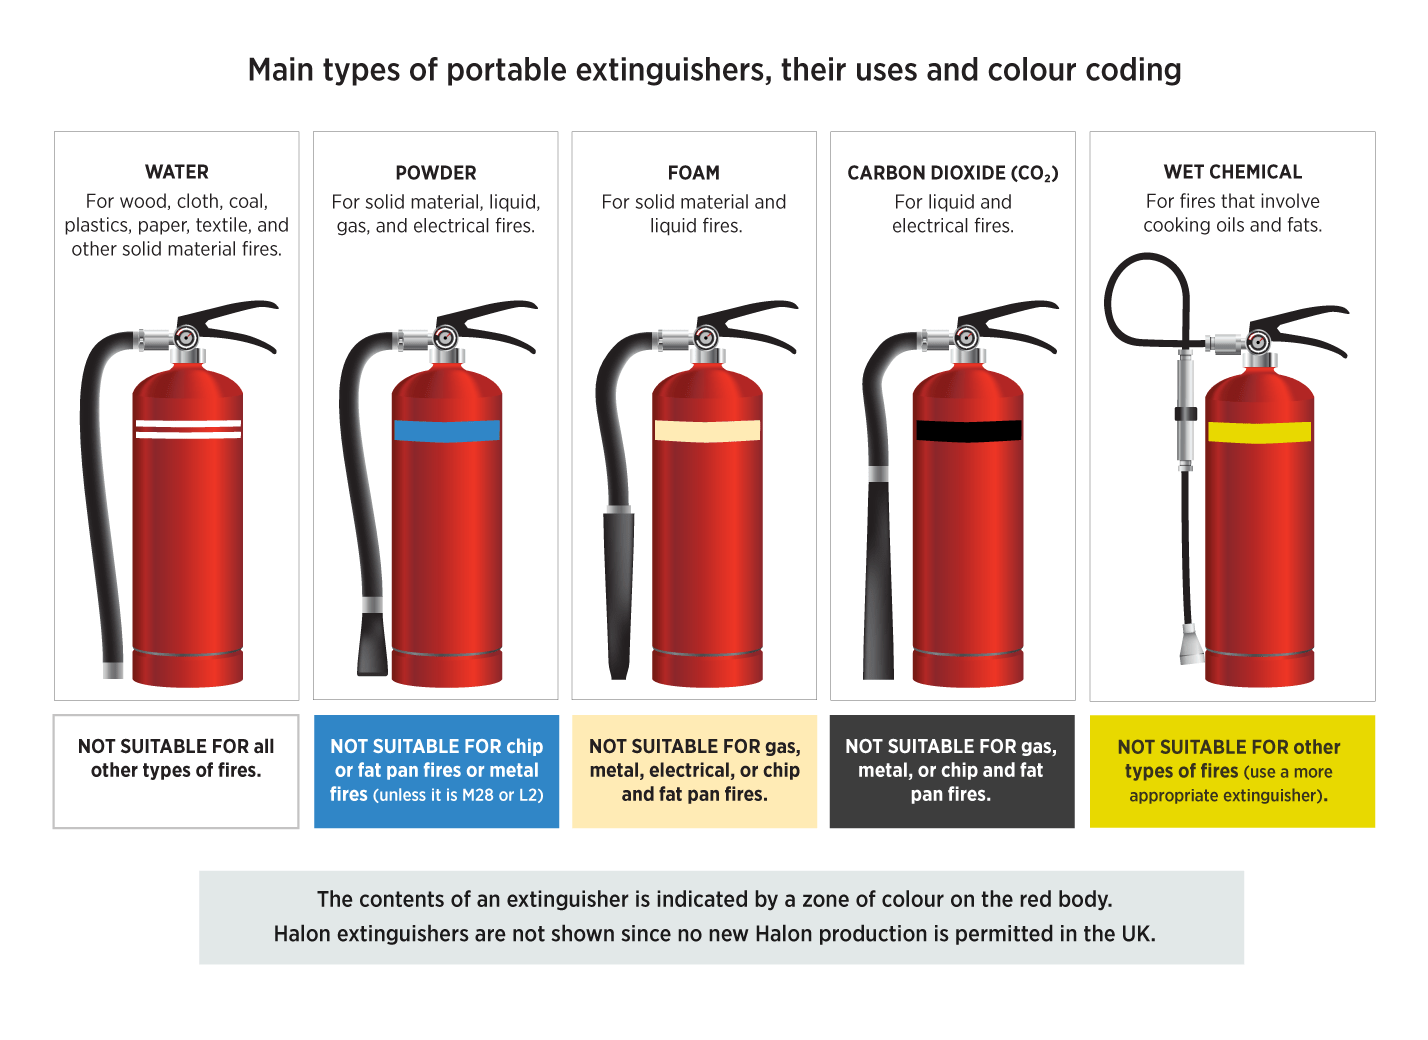 Main types of portable extinguishers, their uses and colour coding
WATER
For wood, cloth, coal,
plastics, paper, textile, and
other solid material fires.
POWDER
For solid material, liquid,
gas, and electrical fires.
FOAM
For solid material and
liquid fires.
CARBON DIOXIDE (CO₂)
For liquid and
electrical fires.
WET CHEMICAL
For fires that involve
cooking oils and fats.
NOT SUITABLE FOR all
other types of fires.
NOT SUITABLE FOR chip
or fat pan fires or metal
fires (unless it is M28 or L2)
NOT SUITABLE FOR gas,
metal, electrical, or chip
and fat pan fires.
NOT SUITABLE FOR gas,
metal, or chip and fat
pan fires.
NOT SUITABLE FOR other
types of fires (use a more
appropriate extinguisher).
The contents of an extinguisher is indicated by a zone of colour on the red body.
Halon extinguishers are not shown since no new Halon production is permitted in the UK.